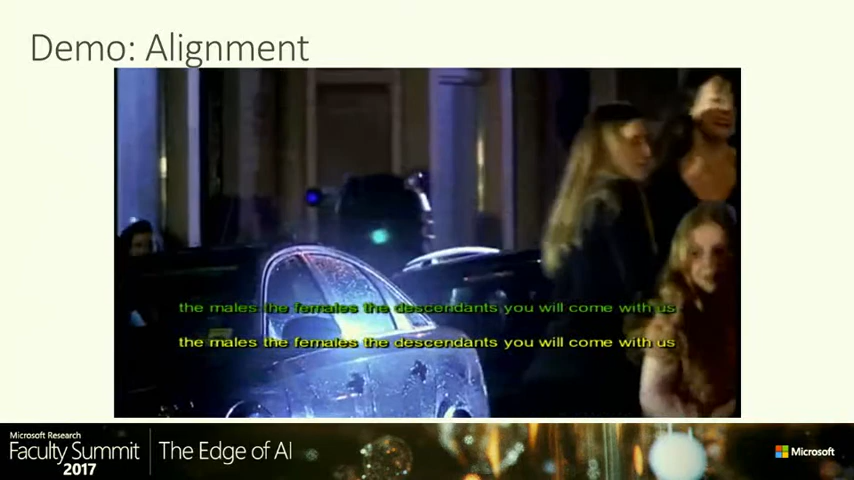 Demo: Alignment
the males the females the descendants you will come with us
the males the females the descendants you will come with us
Microsoft Research
Faculty Summit
2017
The Edge of AI
Microsoft